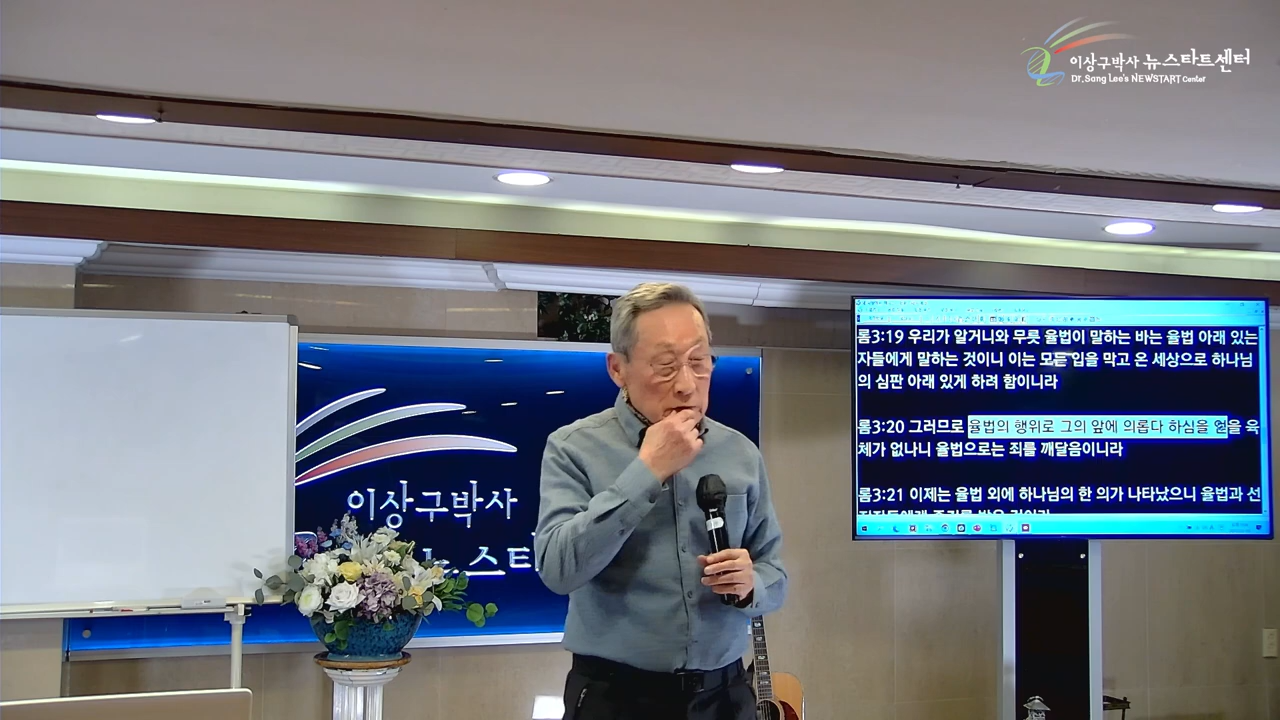 이상구박사 뉴스타트센터
Dr. Sang Lee's NEWSTART Center
롬3:19 우리가 알거니와 무릇 율법이 말하는 바는 율법 아래 있는
자들에게 말하는 것이니 이는 모든 입을 막고 온 세상으로 하나님
의 심판 아래 있게 하려 함이니라
롬3:20 그러므로 율법의 행위로 그의 앞에 의롭다 하심을 얻을 육
체가 없나니 율법으로는 죄를 깨달음이니라
롬3:21 이제는 율법 외에 하나님의 한 의가 나타났으니 율법과 선
이상구박사
뉴스타